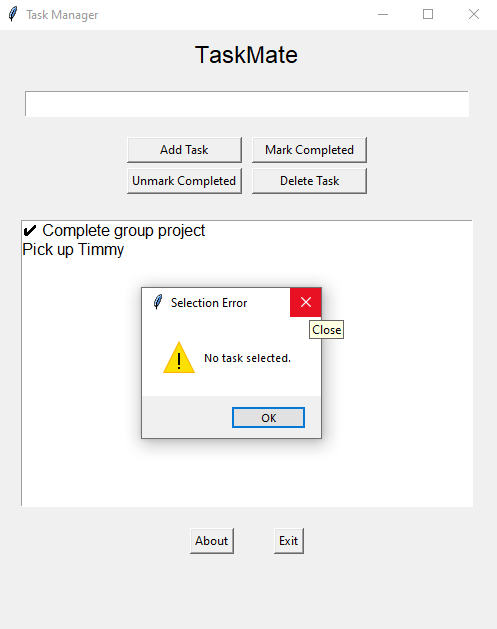 Task Manager
TaskMate
Add Task Mark Completed
Unmark Completed Delete Task
✔ Complete group project
Pick up Timmy
Selection Error
Close
No task selected.
OK
About Exit